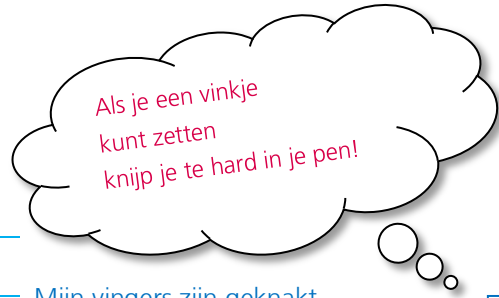 Als je een vinkje
kunt zetten
knijp je te hard in je pen!
Mijn vingers zijn geknakt